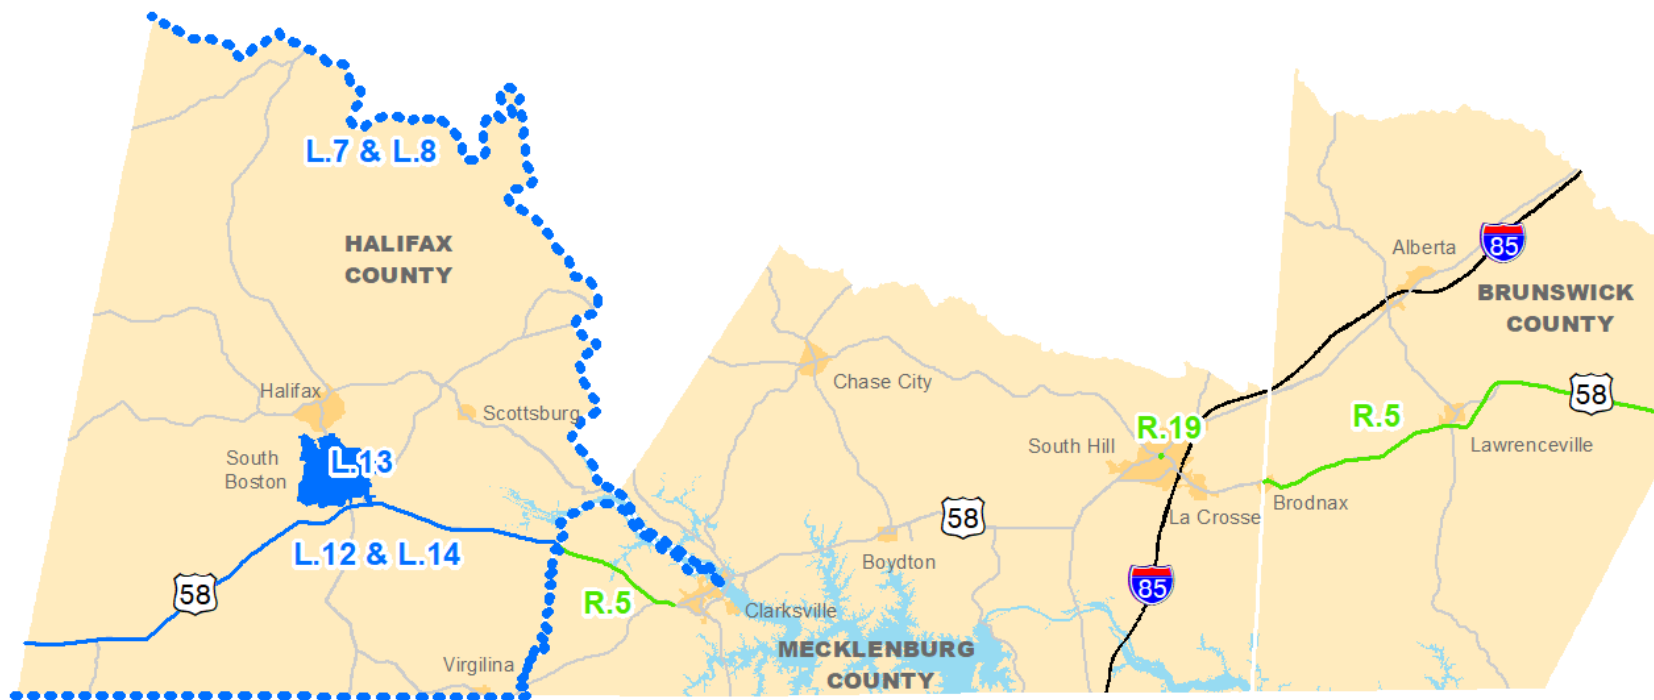 L.7 & L.8
HALIFAX
COUNTY
85
Alberta
BRUNSWICK
COUNTY
Halifax
Chase City
58
Scottsburg
R.5
R.19
South Hill
Lawrenceville
South
Boston
L.13
Brodnax
La Crosse
58
L.12 & L.14
Boydton
85
58
R.5
Clarksville
MECKLENBURG
COUNTY
Virgilina